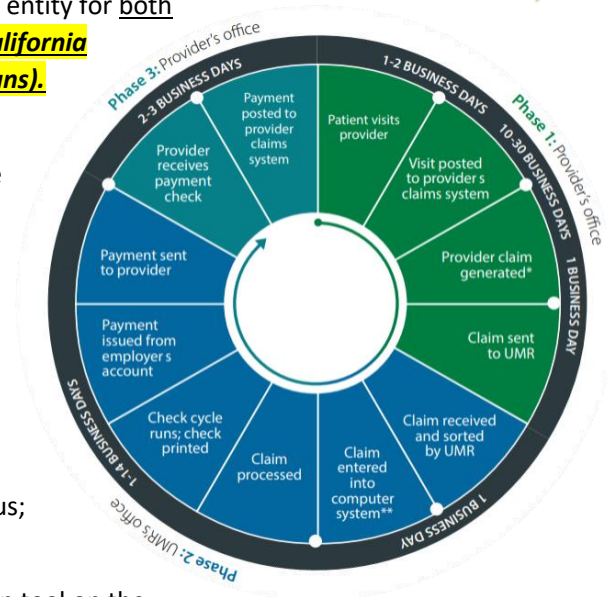 entity for both
alifornia
ans).
e
us;
n tool on the
Phase 3: Provider's office
2-3 BUSINESS DAYS
1-2 BUSINESS DAYS
Phase 1: Provider's office
10-30 BUSINESS DAYS
1 BUSINESS DAY
Patient visits
provider
Visit posted
to provider s
claims system
Provider claim
generated*
Claim sent
to UMR
Claim received
and sorted
by UMR
1 BUSINESS DAY
Claim
entered
into
computer
system**
Claim
processed
Check cycle
runs; check
printed
Payment
issued from
employer s
account
Payment sent
to provider
1-14 BUSINESS DAYS
Phase 2: UMR's office
Provider
receives
payment
check
Payment
posted to
provider
claims
system